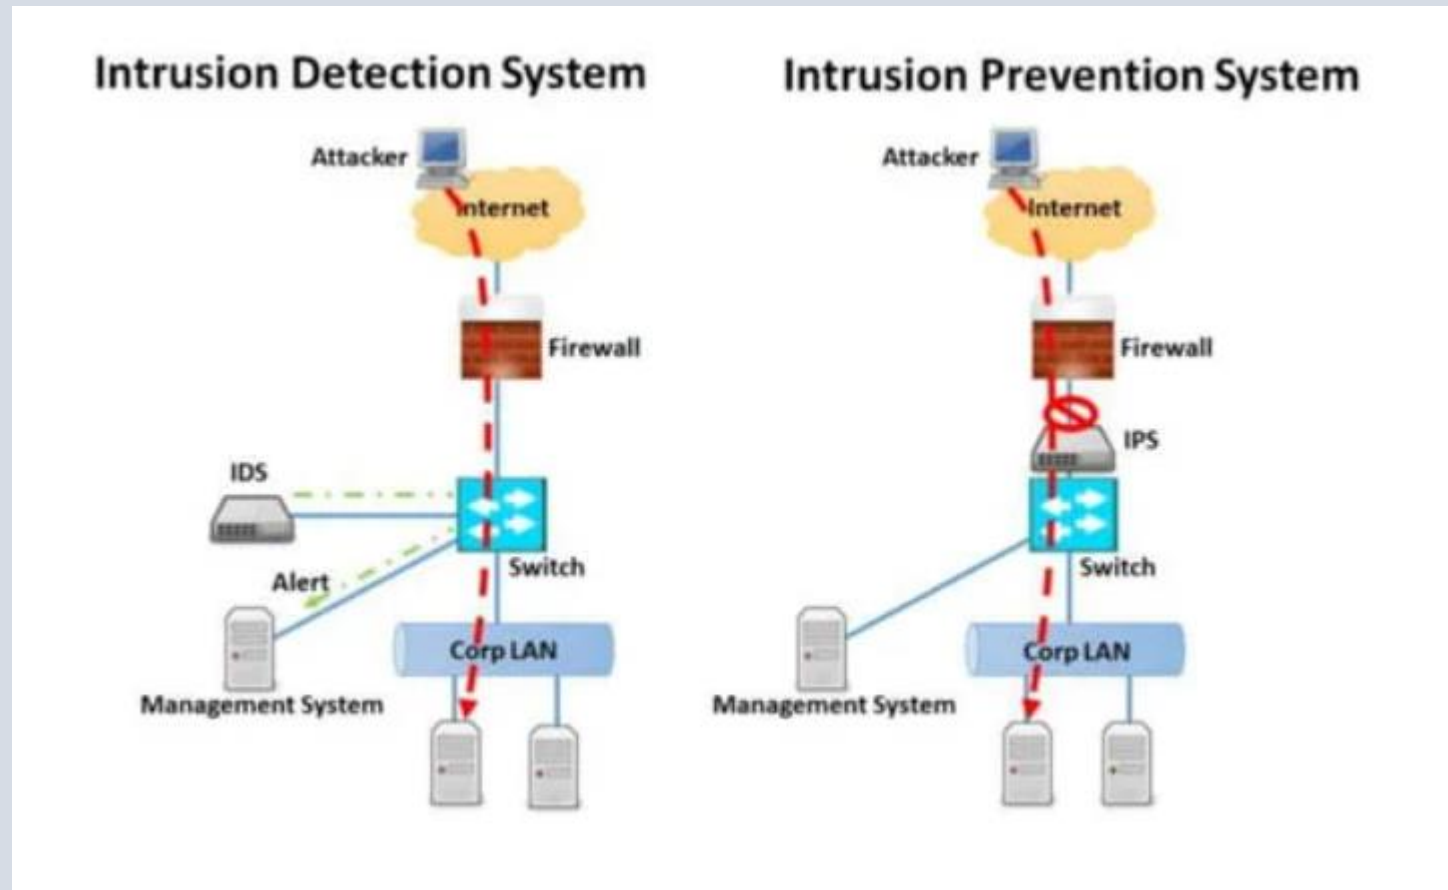 Intrusion Detection System
Attacker
Internet
Firewall
IDS
Switch
Alert
Corp LAN
Management System
Intrusion Prevention System
Attacker
Internet
Firewall
IPS
Switch
Corp LAN
Management System